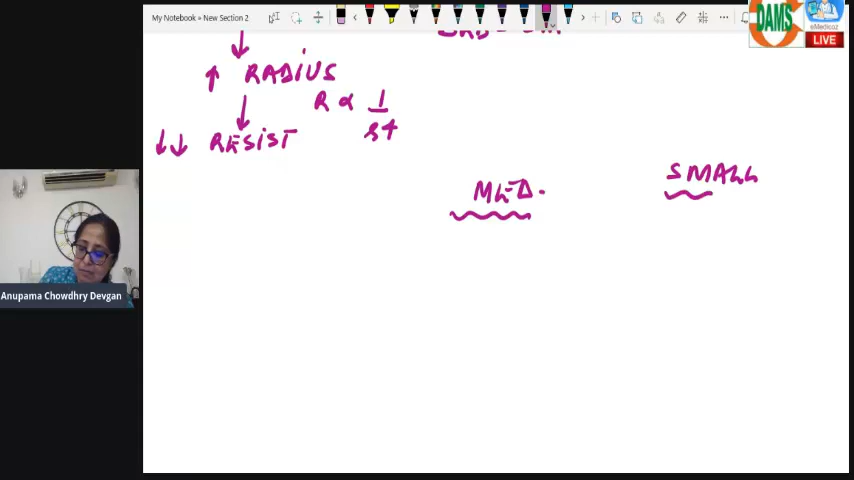 My Notebook » New Section 2
DAMS
eMedicoz
LIVE
↑ RADIUS
R ∝ 1/r4
↓↓ RESIST
MED.
SMALL
Anupama Chowdhry Devgan